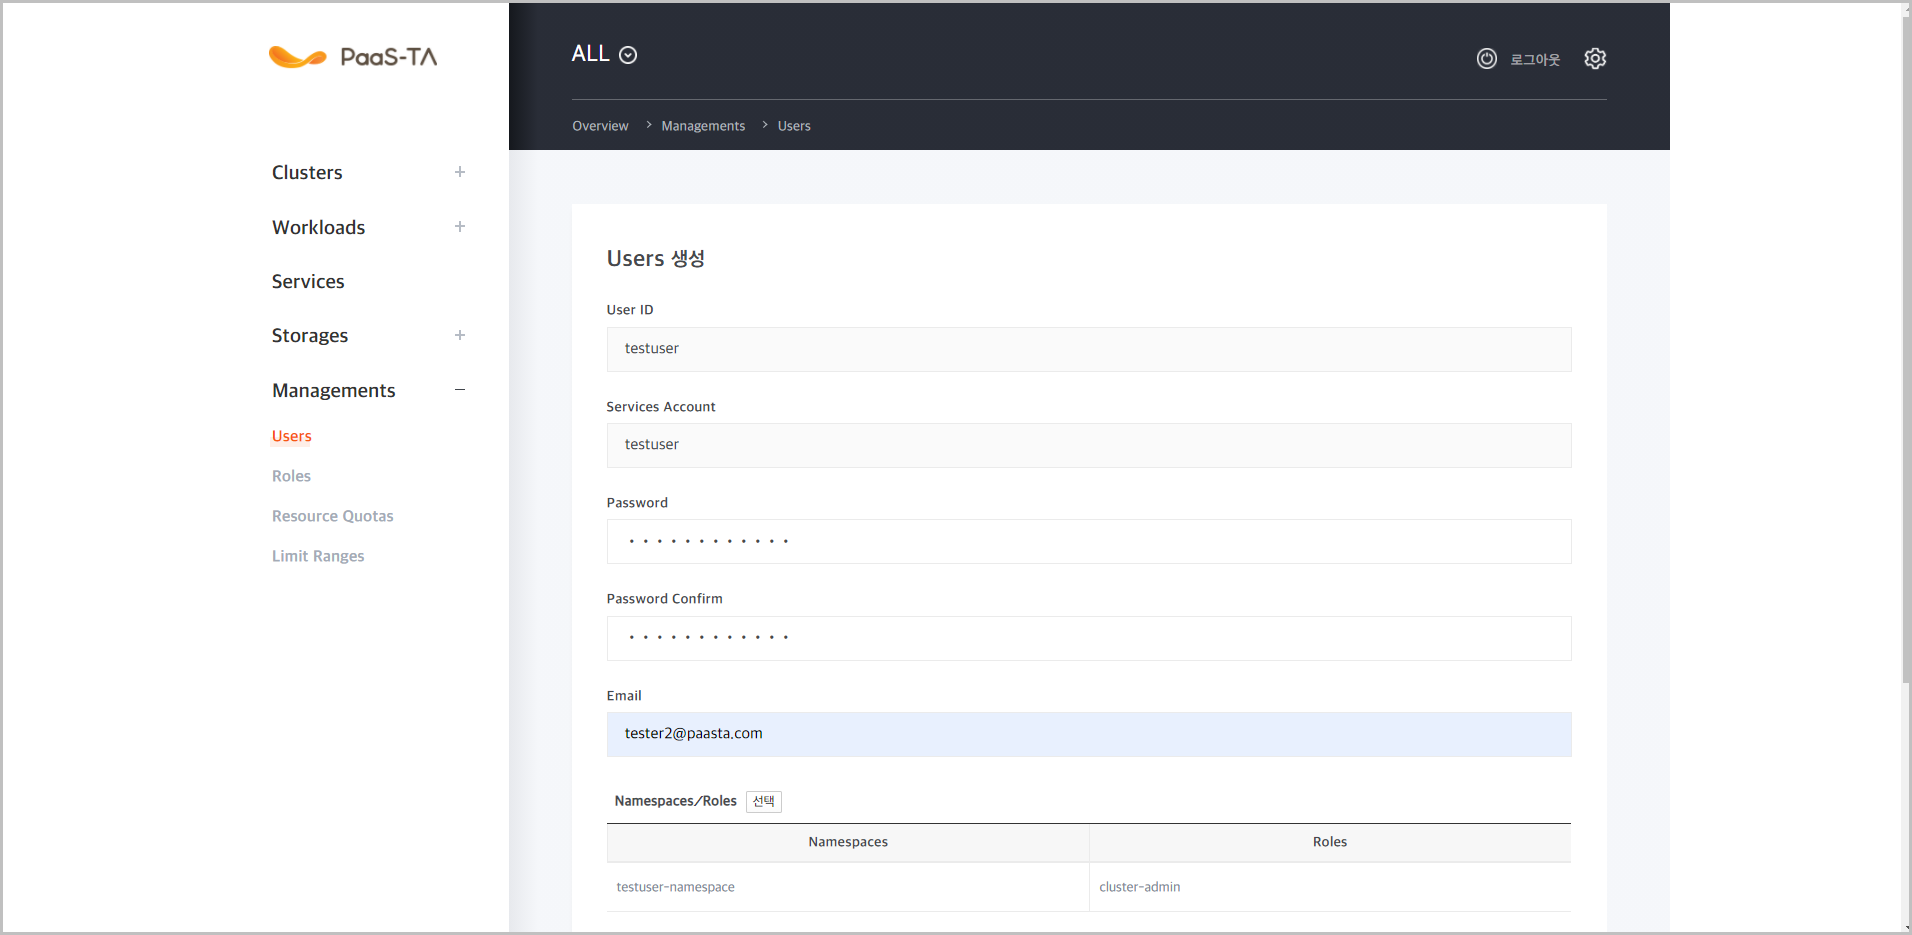 PaaS-TA
ALL
로그아웃
Overview > Managements > Users
Clusters +
Workloads +
Services
Storages +
Managements −
Users
Roles
Resource Quotas
Limit Ranges
Users 생성
User ID
testuser
Services Account
testuser
Password
• • • • • • • • • • • •
Password Confirm
• • • • • • • • • • • •
Email
tester2@paasta.com
Namespaces/Roles 선택
Namespaces Roles
testuser-namespace cluster-admin